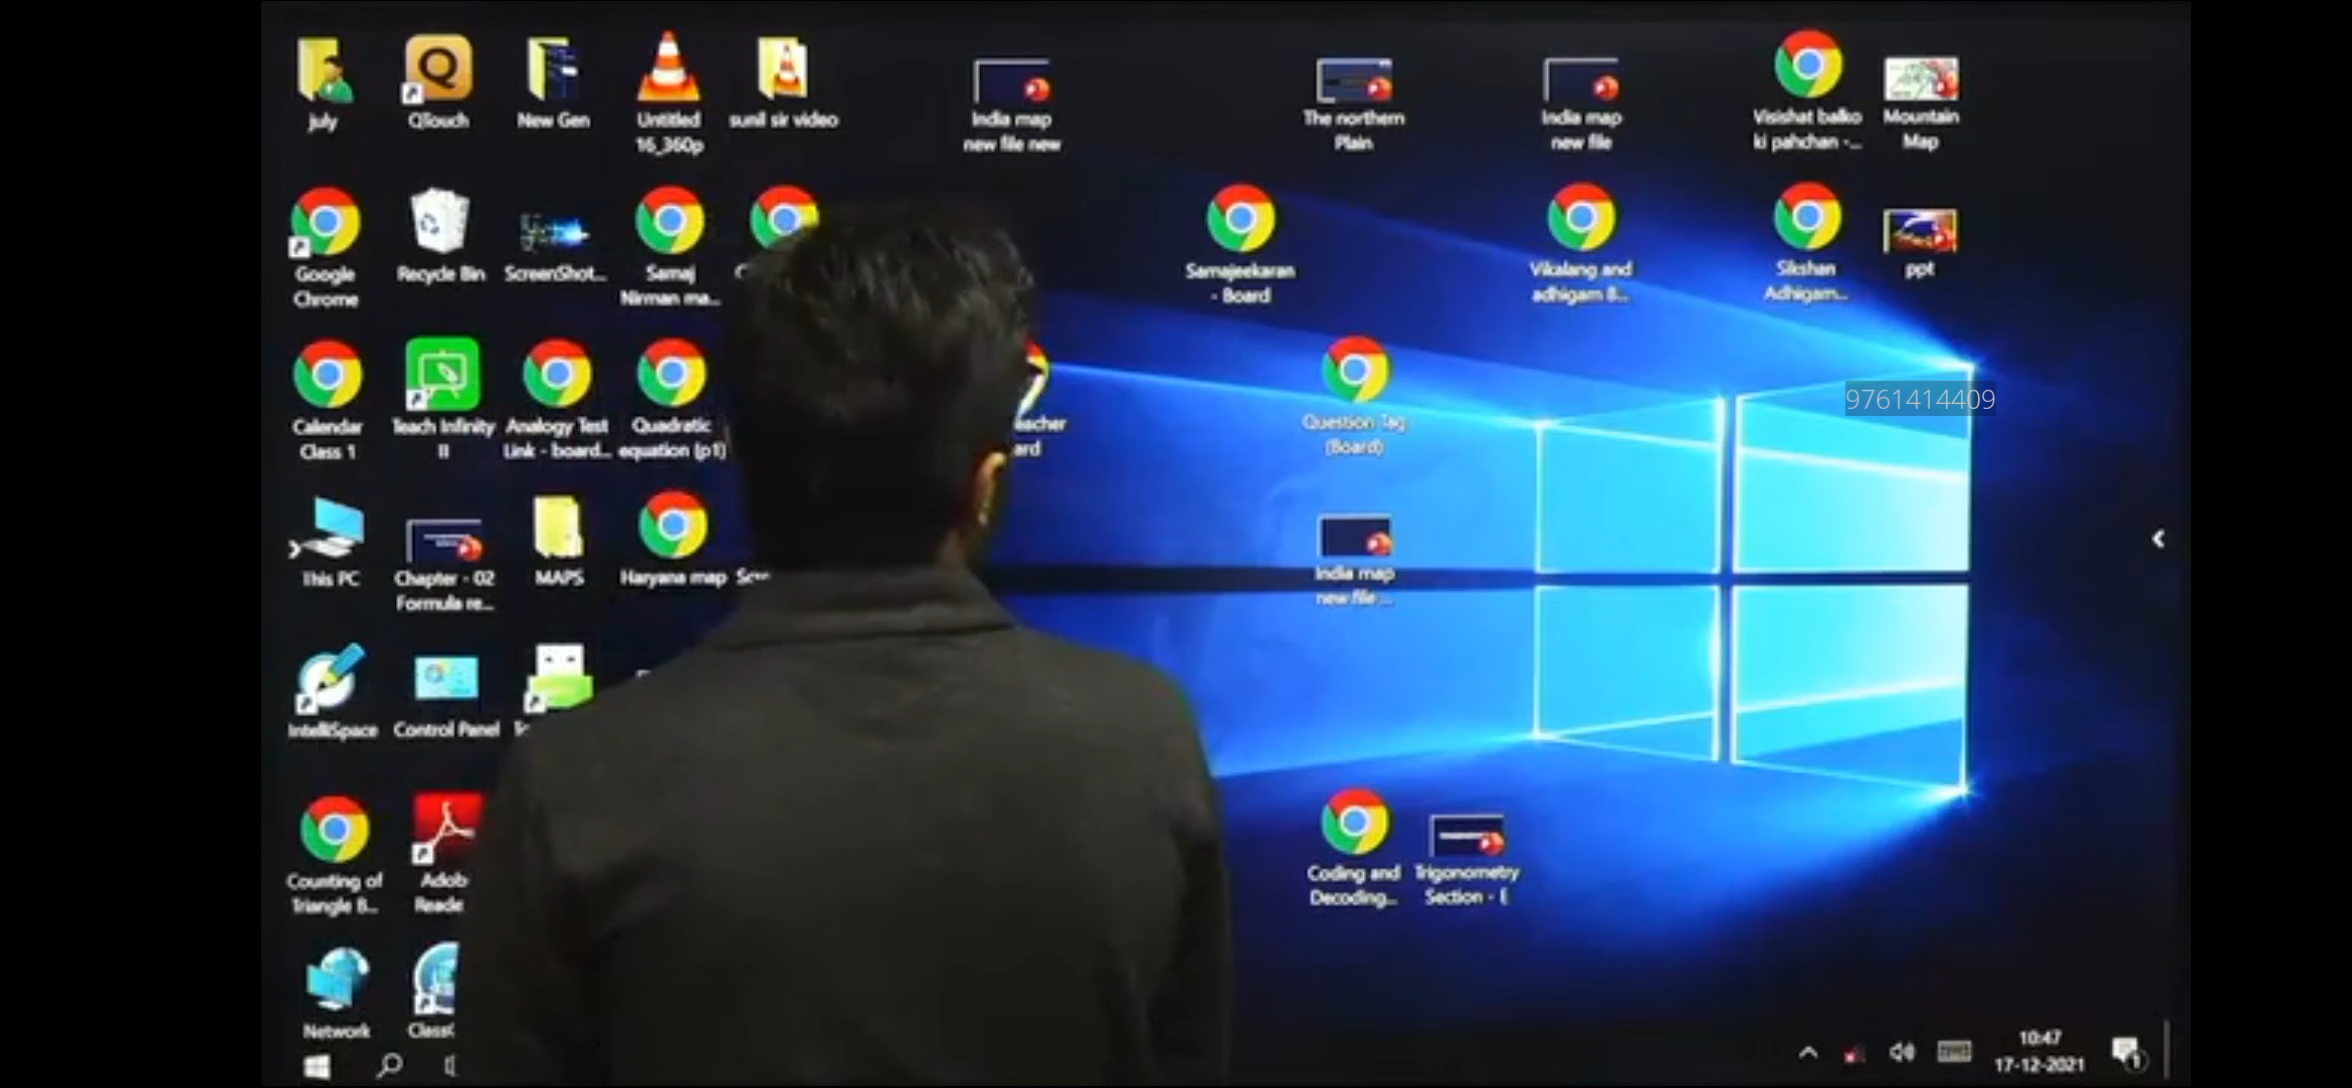 july
QTouch
New Gen
Untitled
16_360p
sunil sir video
India map
new file new
The northern
Plain
India map
new file
Visishat balko
ki pahchan -...
Mountain
Map
Google
Chrome
Recycle Bin
ScreenShot...
Samaj
Nirman ma...
Samajeekaran
- Board
Vikalang and
adhigam B...
Sikshan
Adhigam...
ppt
Calendar
Class 1
Teach Infinity
II
Analogy Test
Link - board...
Quadratic
equation (p1)
Question Tag
(Board)
9761414409
This PC
Chapter - 02
Formula re...
MAPS
Haryana map
India map
new file ...
IntelliSpace
Control Panel
Counting of
Triangle B...
Adob
Reade
Coding and
Decoding...
Trigonometry
Section - E
Network
Class
10:47
17-12-2021
1